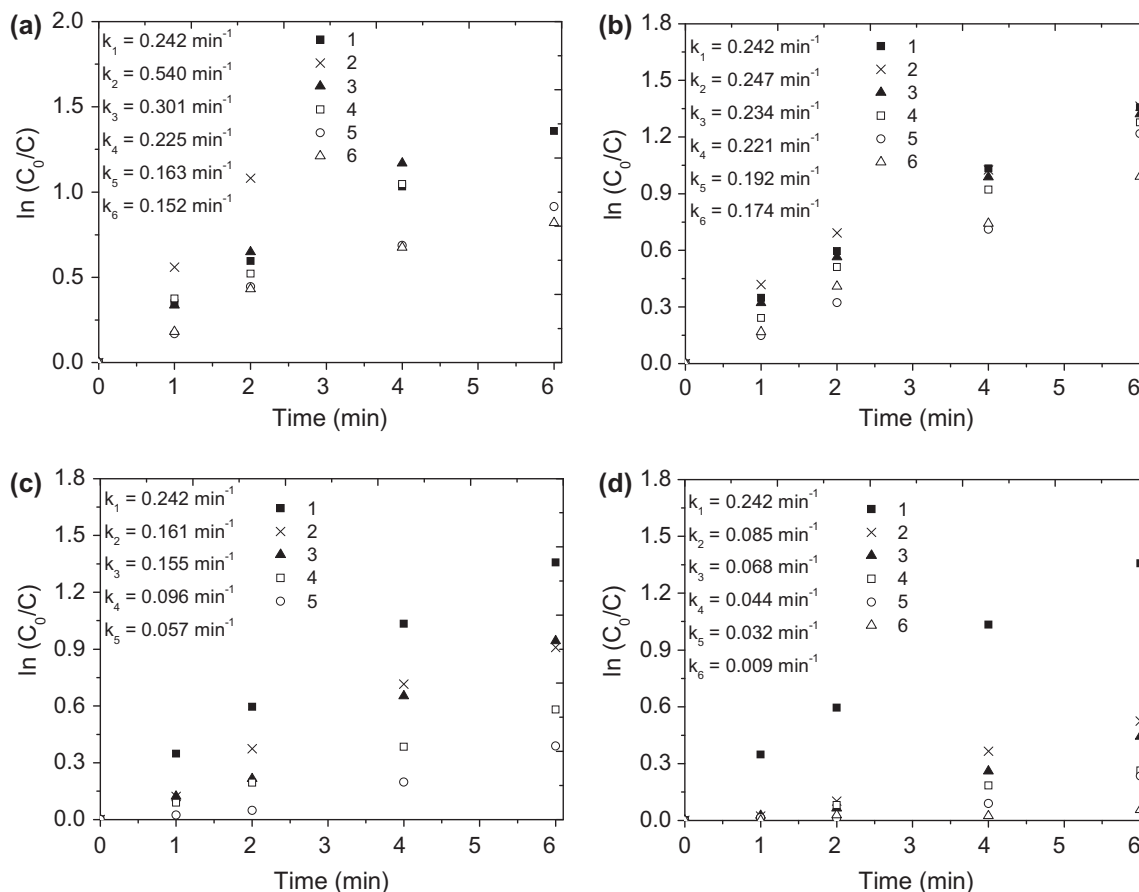 (a)
2.0
1.5
1.0
0.5
0.0
ln (C₀/C)
k₁ = 0.242 min⁻¹
k₂ = 0.540 min⁻¹
k₃ = 0.301 min⁻¹
k₄ = 0.225 min⁻¹
k₅ = 0.163 min⁻¹
k₆ = 0.152 min⁻¹
1
2
3
4
5
6
0 1 2 3 4 5 6
Time (min)
(b)
1.8
1.5
1.2
0.9
0.6
0.3
0.0
ln (C₀/C)
k₁ = 0.242 min⁻¹
k₂ = 0.247 min⁻¹
k₃ = 0.234 min⁻¹
k₄ = 0.221 min⁻¹
k₅ = 0.192 min⁻¹
k₆ = 0.174 min⁻¹
1
2
3
4
5
6
0 1 2 3 4 5 6
Time (min)
(c)
1.8
1.5
1.2
0.9
0.6
0.3
0.0
ln (C₀/C)
k₁ = 0.242 min⁻¹
k₂ = 0.161 min⁻¹
k₃ = 0.155 min⁻¹
k₄ = 0.096 min⁻¹
k₅ = 0.057 min⁻¹
1
2
3
4
5
0 1 2 3 4 5 6
Time (min)
(d)
1.8
1.5
1.2
0.9
0.6
0.3
0.0
ln (C₀/C)
k₁ = 0.242 min⁻¹
k₂ = 0.085 min⁻¹
k₃ = 0.068 min⁻¹
k₄ = 0.044 min⁻¹
k₅ = 0.032 min⁻¹
k₆ = 0.009 min⁻¹
1
2
3
4
5
6
0 1 2 3 4 5 6
Time (min)